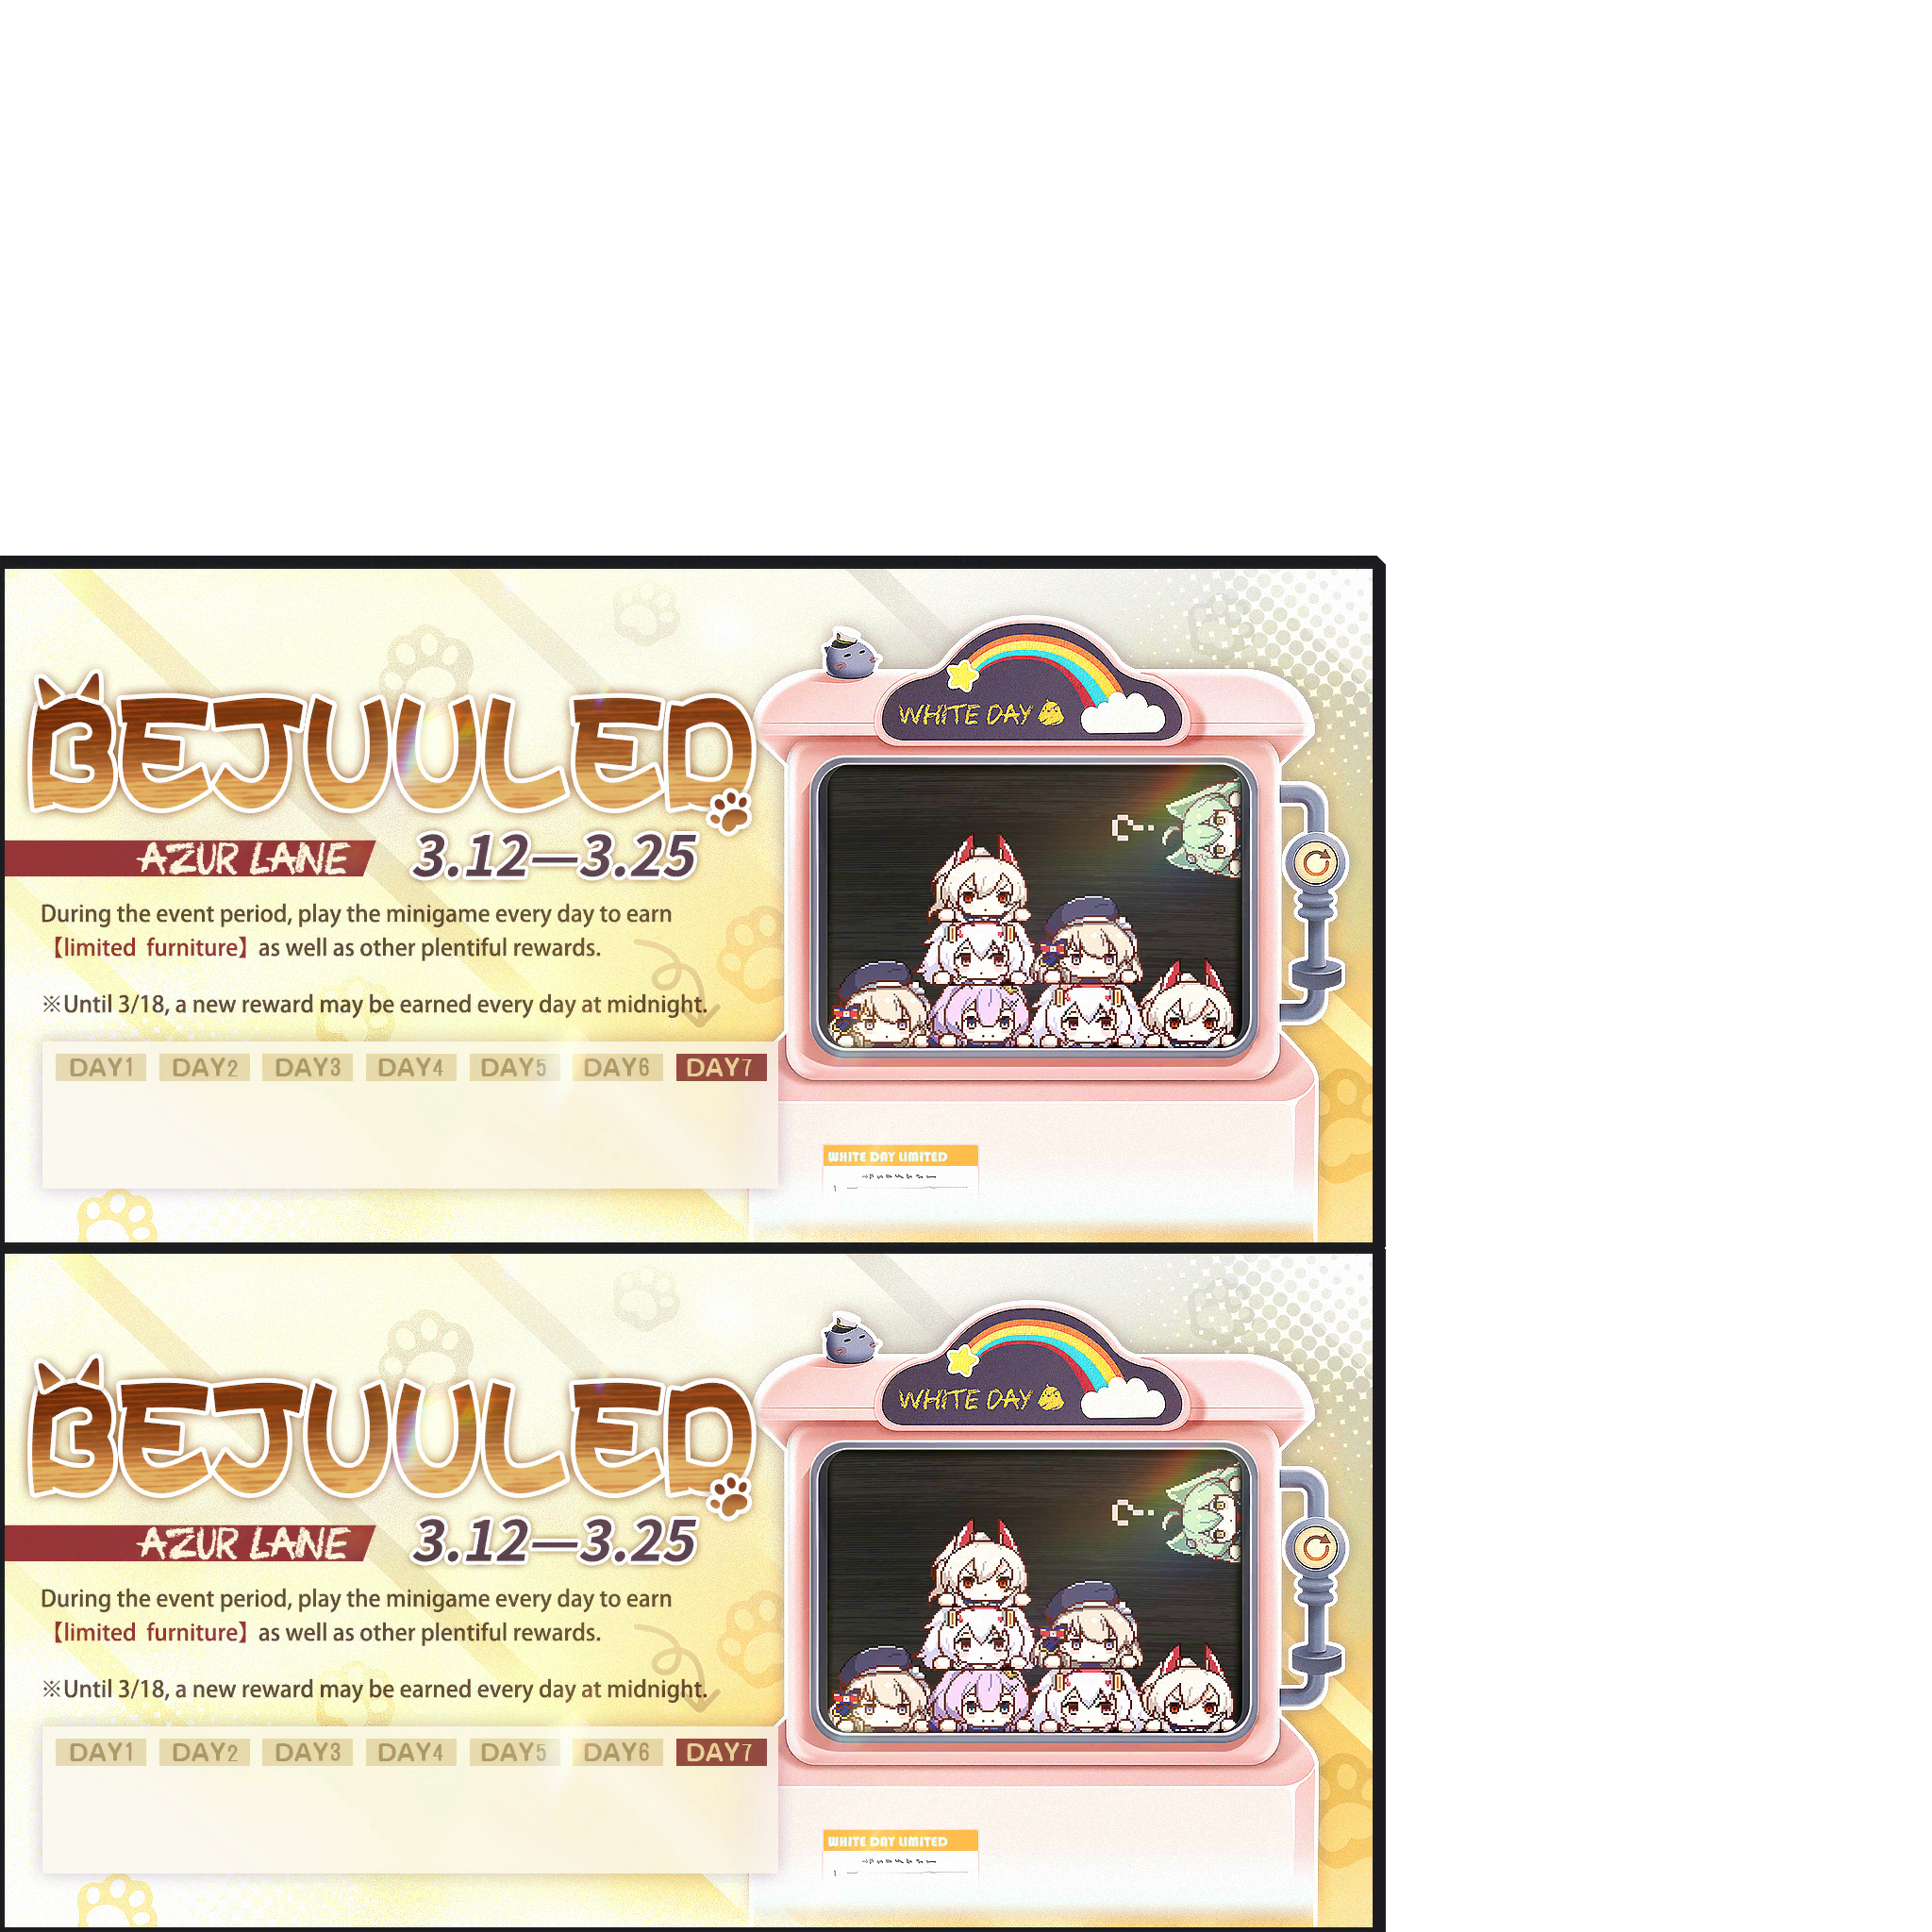 WHITE DAY
BEJUULED
AZUR LANE
3.12—3.25
During the event period, play the minigame every day to earn
【limited furniture】 as well as other plentiful rewards.
※Until 3/18, a new reward may be earned every day at midnight.
DAY1 DAY2 DAY3 DAY4 DAY5 DAY6 DAY7
WHITE DAY LIMITED
1
WHITE DAY
BEJUULED
AZUR LANE
3.12—3.25
During the event period, play the minigame every day to earn
【limited furniture】 as well as other plentiful rewards.
※Until 3/18, a new reward may be earned every day at midnight.
DAY1 DAY2 DAY3 DAY4 DAY5 DAY6 DAY7
WHITE DAY LIMITED
1